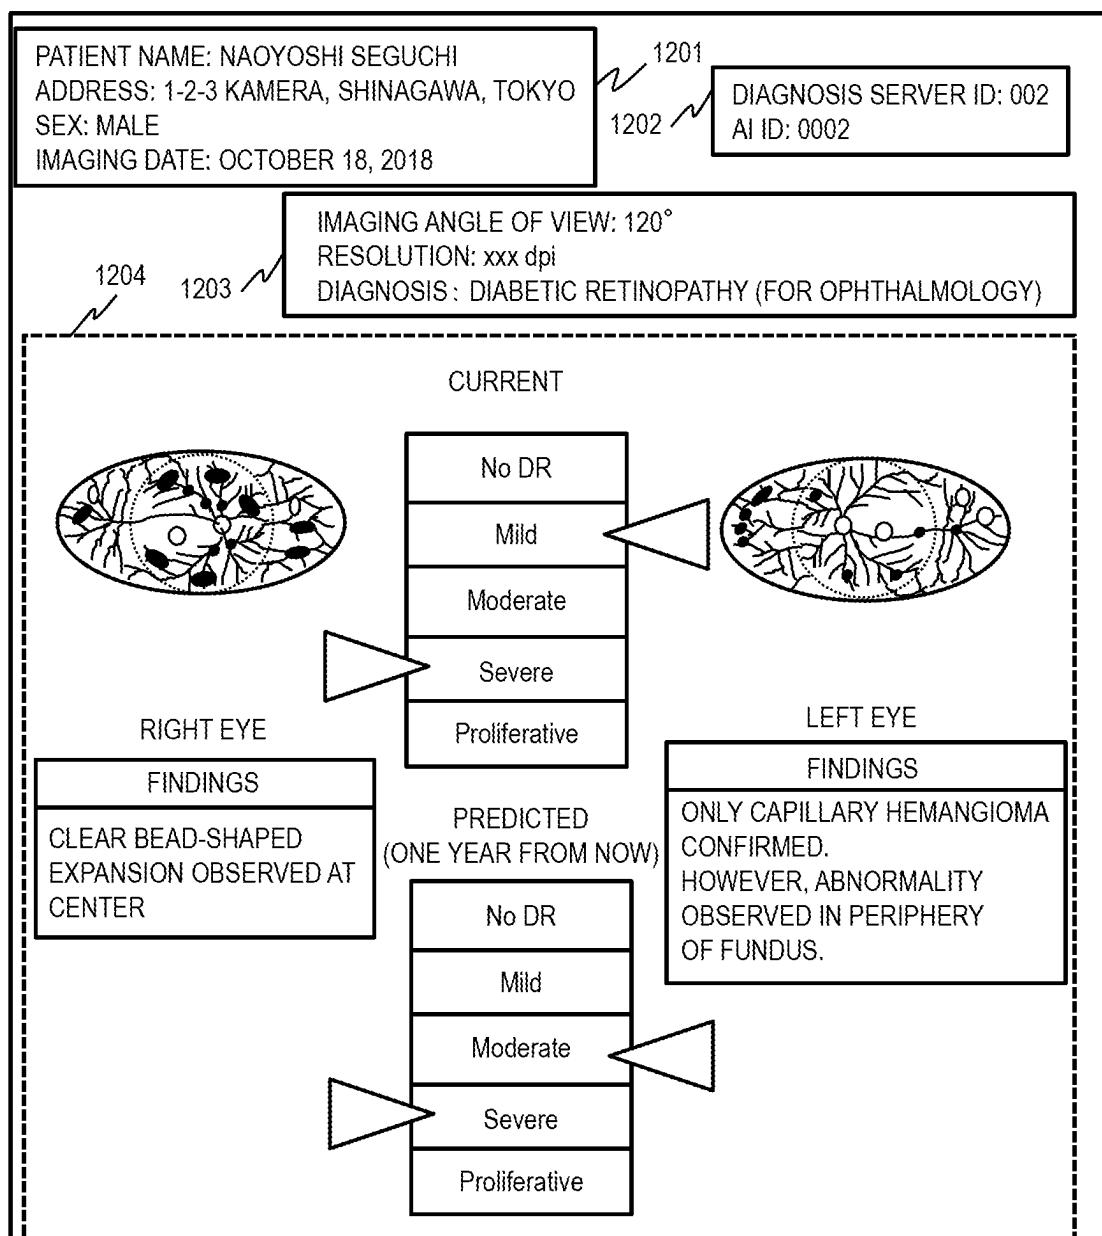 PATIENT NAME: NAOYOSHI SEGUCHI
ADDRESS: 1-2-3 KAMERA, SHINAGAWA, TOKYO
SEX: MALE
IMAGING DATE: OCTOBER 18, 2018
1201
1202
DIAGNOSIS SERVER ID: 002
AI ID: 0002
1203
IMAGING ANGLE OF VIEW: 120°
RESOLUTION: xxx dpi
DIAGNOSIS : DIABETIC RETINOPATHY (FOR OPHTHALMOLOGY)
1204
CURRENT
No DR
Mild
Moderate
Severe
Proliferative
RIGHT EYE
FINDINGS
CLEAR BEAD-SHAPED
EXPANSION OBSERVED AT
CENTER
LEFT EYE
FINDINGS
ONLY CAPILLARY HEMANGIOMA
CONFIRMED.
HOWEVER, ABNORMALITY
OBSERVED IN PERIPHERY
OF FUNDUS.
PREDICTED
(ONE YEAR FROM NOW)
No DR
Mild
Moderate
Severe
Proliferative